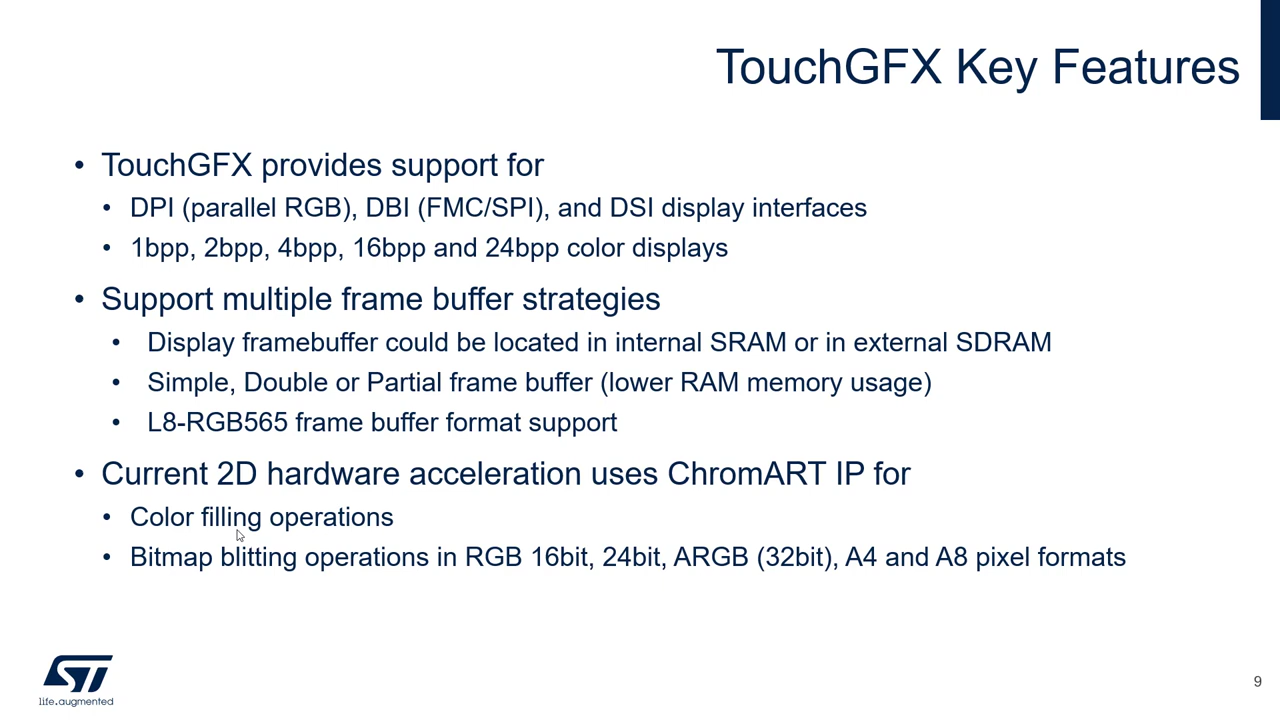 TouchGFX Key Features
• TouchGFX provides support for
• DPI (parallel RGB), DBI (FMC/SPI), and DSI display interfaces
• 1bpp, 2bpp, 4bpp, 16bpp and 24bpp color displays
• Support multiple frame buffer strategies
• Display framebuffer could be located in internal SRAM or in external SDRAM
• Simple, Double or Partial frame buffer (lower RAM memory usage)
• L8-RGB565 frame buffer format support
• Current 2D hardware acceleration uses ChromART IP for
• Color filling operations
• Bitmap blitting operations in RGB 16bit, 24bit, ARGB (32bit), A4 and A8 pixel formats
ST
life.augmented
9